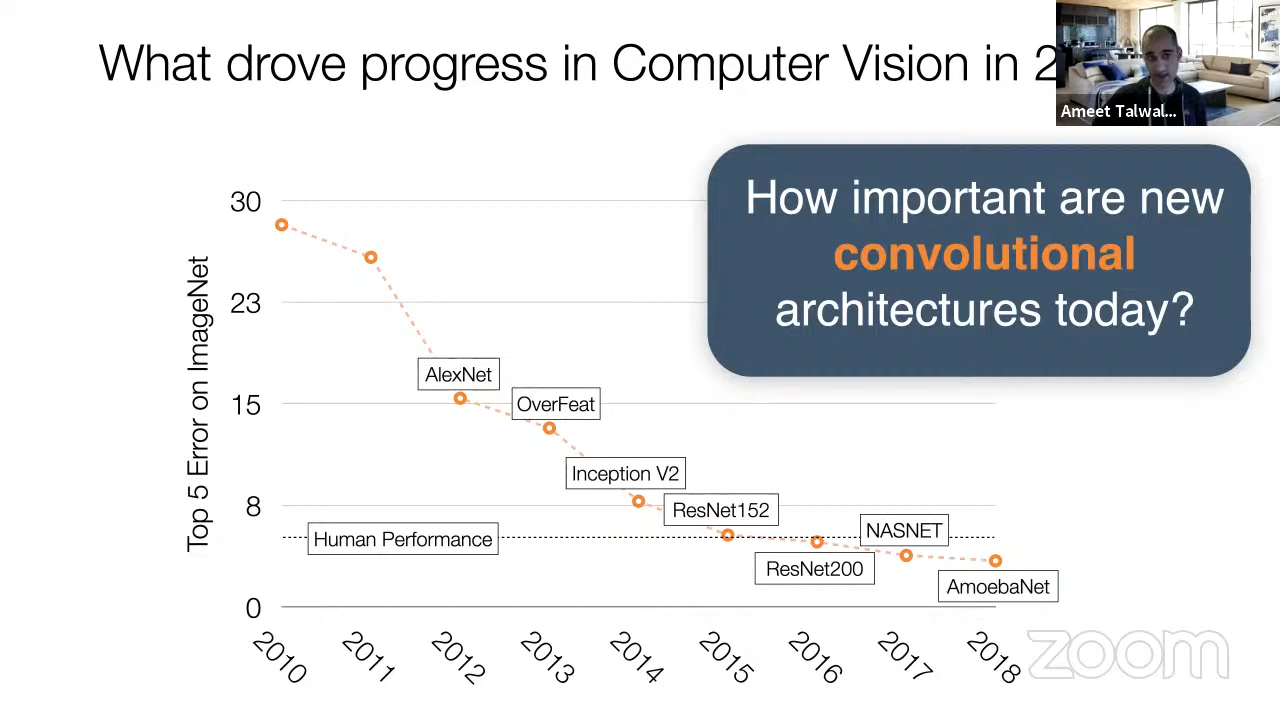 What drove progress in Computer Vision in 2
Ameet Talwal...
How important are new
convolutional
architectures today?
Top 5 Error on ImageNet
30
23
15
8
0
AlexNet
OverFeat
Inception V2
ResNet152
NASNET
Human Performance
ResNet200
AmoebaNet
2010
2011
2012
2013
2014
2015
2016
2017
2018
zoom